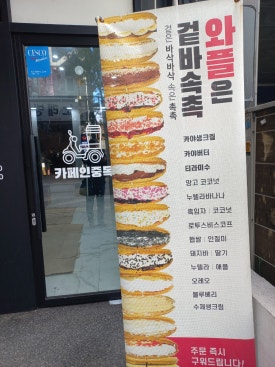 CESCO
카페인중독
와플은
겉바속촉
겉은 바삭바삭 속은 촉촉
카야생크림
카야버터
티라미수
망고 코코넛
누텔라바나나
흑임자 | 코코넛
로투스비스코프
팥쌀 | 인절미
돼지바 | 딸기
누텔라 | 애플
오레오
블루베리
수제생크림
주문 즉시
구워드립니다!